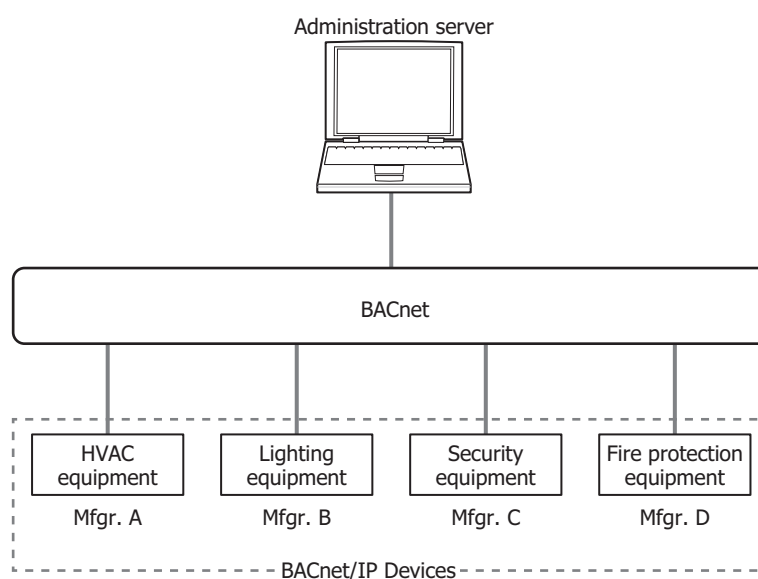 Administration server
BACnet
HVAC
equipment
Mfgr. A
Lighting
equipment
Mfgr. B
Security
equipment
Mfgr. C
Fire protection
equipment
Mfgr. D
BACnet/IP Devices